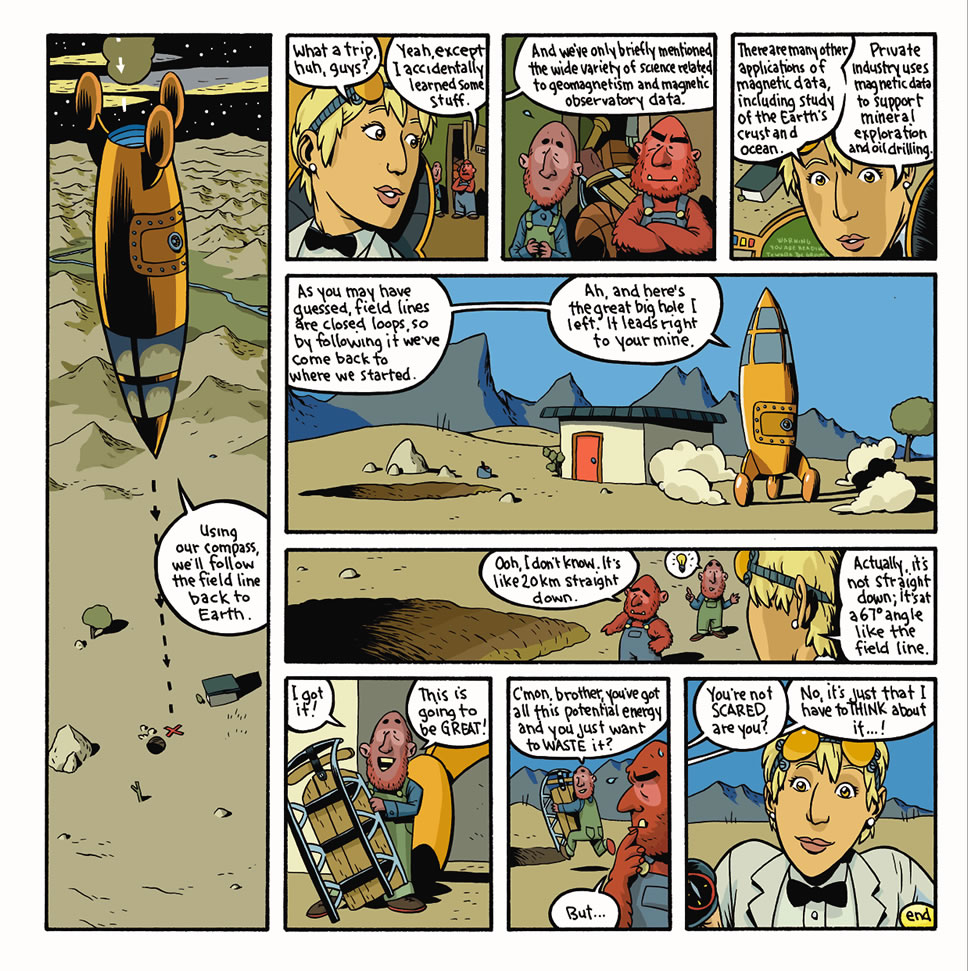 Using
our compass,
we'll follow
the field line
back to
Earth.
What a trip,
huh, guys?
Yeah, except
I accidentally
learned some
stuff.
And we've only briefly mentioned
the wide variety of science related
to geomagnetism and magnetic
observatory data.
There are many other
applications of
magnetic data,
including study
of the Earth's
crust and
ocean.
Private
industry uses
magnetic data
to support
mineral
exploration
and oil drilling.
WARNING
YOU ARE HEADING
As you may have
guessed, field lines
are closed loops, so
by following it we've
come back to
where we started.
Ah, and here's
the great big hole I
left. It leads right
to your mine.
Ooh, I don't know. It's
like 20 km straight
down.
Actually, it's
not straight
down; it's at
a 67° angle
like the
field line.
I got
it!
This is
going to
be GREAT!
C'mon, brother, you've got
all this potential energy
and you just want
to WASTE it?
But...
You're not
SCARED
are you?
No, it's just that I
have to THINK about
it...!
end